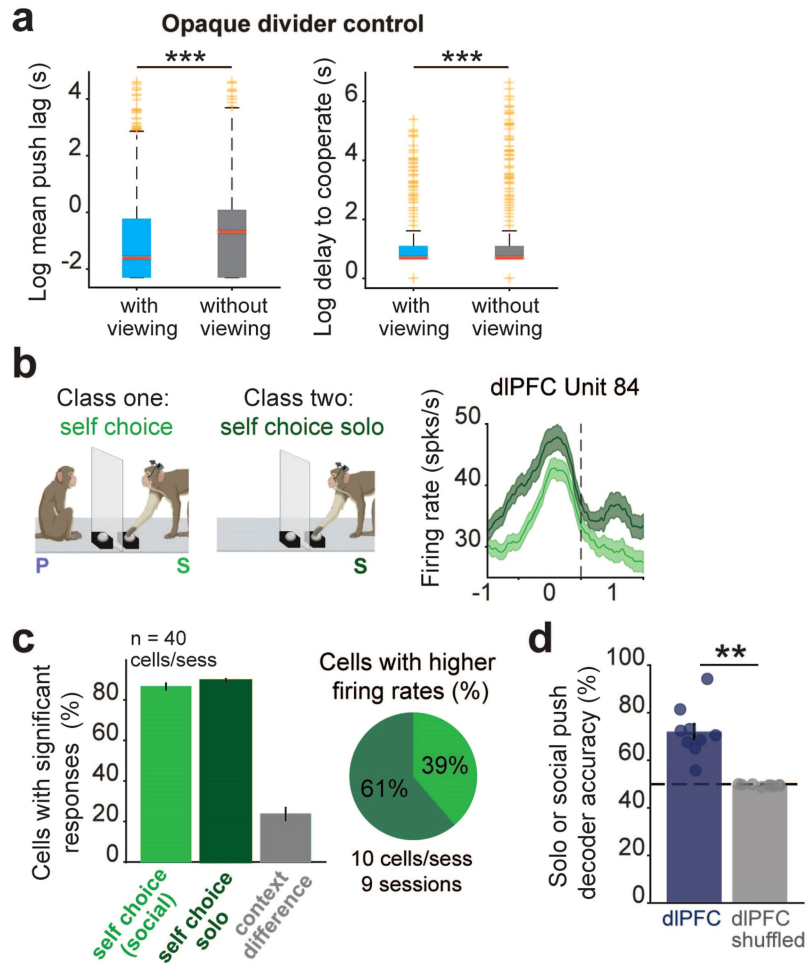 a
Opaque divider control
***
***
Log mean push lag (s)
4
2
0
-2
with
viewing
without
viewing
Log delay to cooperate (s)
6
4
2
0
with
viewing
without
viewing
b
Class one:
self choice
P
S
Class two:
self choice solo
S
dlPFC Unit 84
Firing rate (spks/s)
50
40
30
-1
0
1
c
n = 40
cells/sess
Cells with significant
responses (%)
80
60
40
20
0
self choice
(social)
self choice
solo
context
difference
Cells with higher
firing rates (%)
61%
39%
10 cells/sess
9 sessions
d
**
Solo or social push
decoder accuracy (%)
100
80
60
40
20
0
dlPFC
dlPFC
shuffled